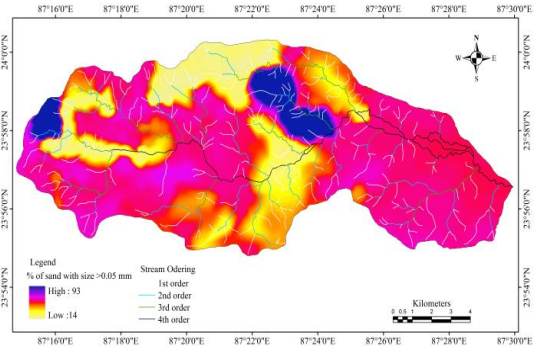 87°16'0"E 87°18'0"E 87°20'0"E 87°22'0"E 87°24'0"E 87°26'0"E 87°28'0"E 87°30'0"E
24°0'0"N
23°58'0"N
23°56'0"N
23°54'0"N
24°0'0"N
23°58'0"N
23°56'0"N
23°54'0"N
N
W E
S
Legend
% of sand with size >0.05 mm
High : 93
Low :14
Stream Odering
1st order
2nd order
3rd order
4th order
Kilometers
0 0.5 1 2 3 4
87°16'0"E 87°18'0"E 87°20'0"E 87°22'0"E 87°24'0"E 87°26'0"E 87°28'0"E 87°30'0"E